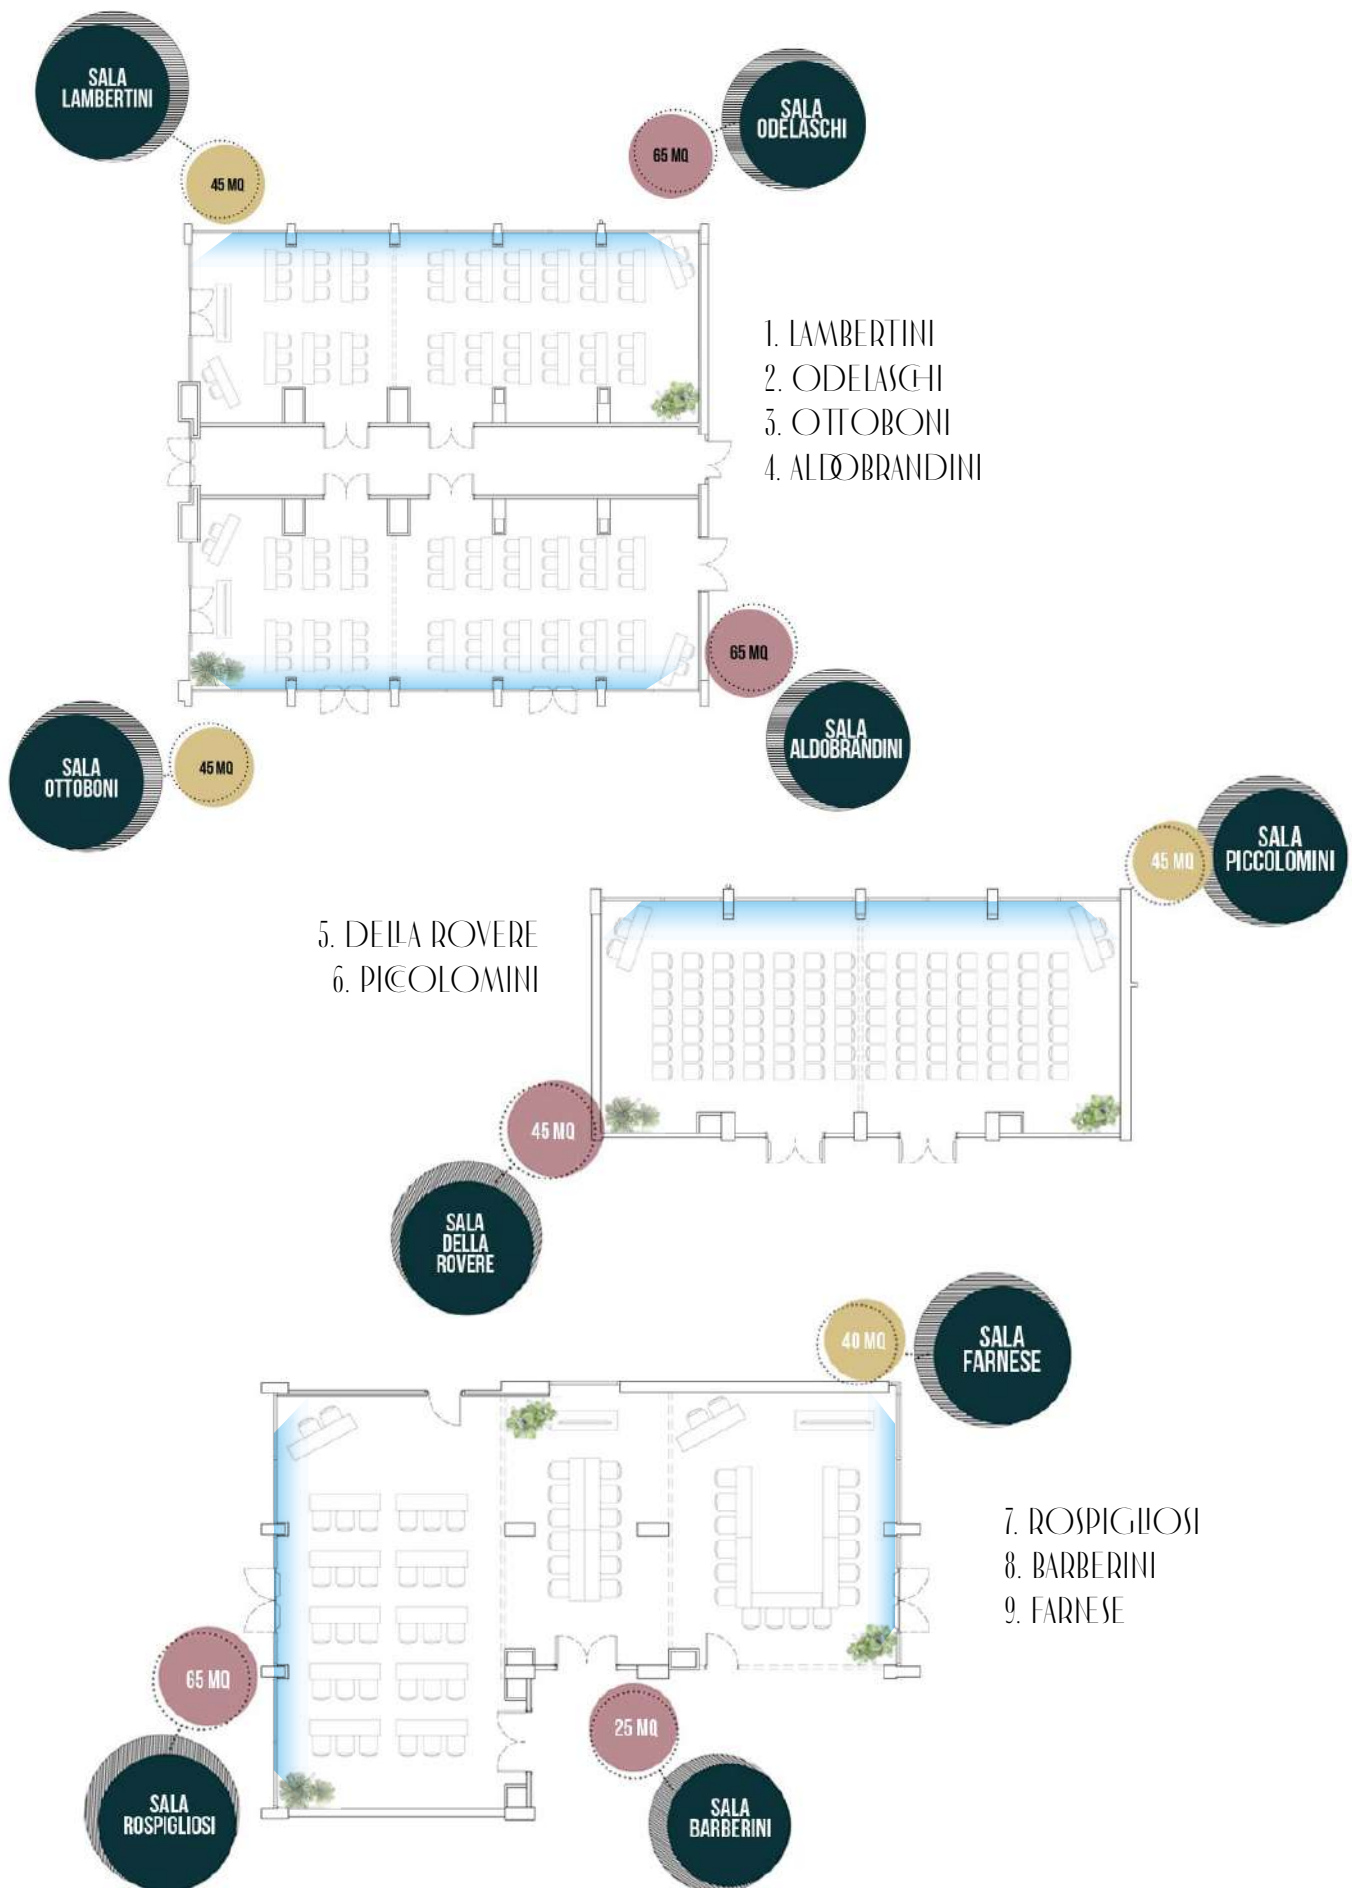 SALA
LAMBERTINI
45 MQ
SALA
ODELASCHI
65 MQ
1. LAMBERTINI
2. ODELASCHI
3. OTTOBONI
4. ALDOBRANDINI
65 MQ
SALA
ALDOBRANDINI
SALA
OTTOBONI
45 MQ
45 MQ
SALA
PICCOLOMINI
5. DELLA ROVERE
6. PICCOLOMINI
45 MQ
SALA
DELLA
ROVERE
40 MQ
SALA
FARNESE
7. ROSPIGLIOSI
8. BARBERINI
9. FARNESE
65 MQ
SALA
ROSPIGLIOSI
25 MQ
SALA
BARBERINI